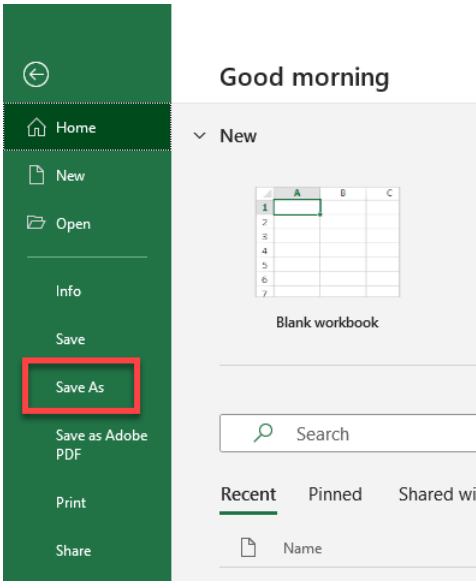 Good morning
Home
New
New
Open
A B C
1
2
3
4
5
6
7
Blank workbook
Info
Save
Save As
Save as Adobe
PDF
Search
Print
Recent Pinned Shared wi
Share
Name